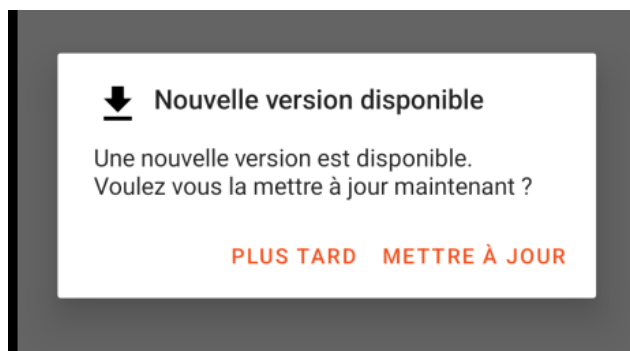 Nouvelle version disponible
Une nouvelle version est disponible.
Voulez vous la mettre à jour maintenant ?
PLUS TARD METTRE À JOUR